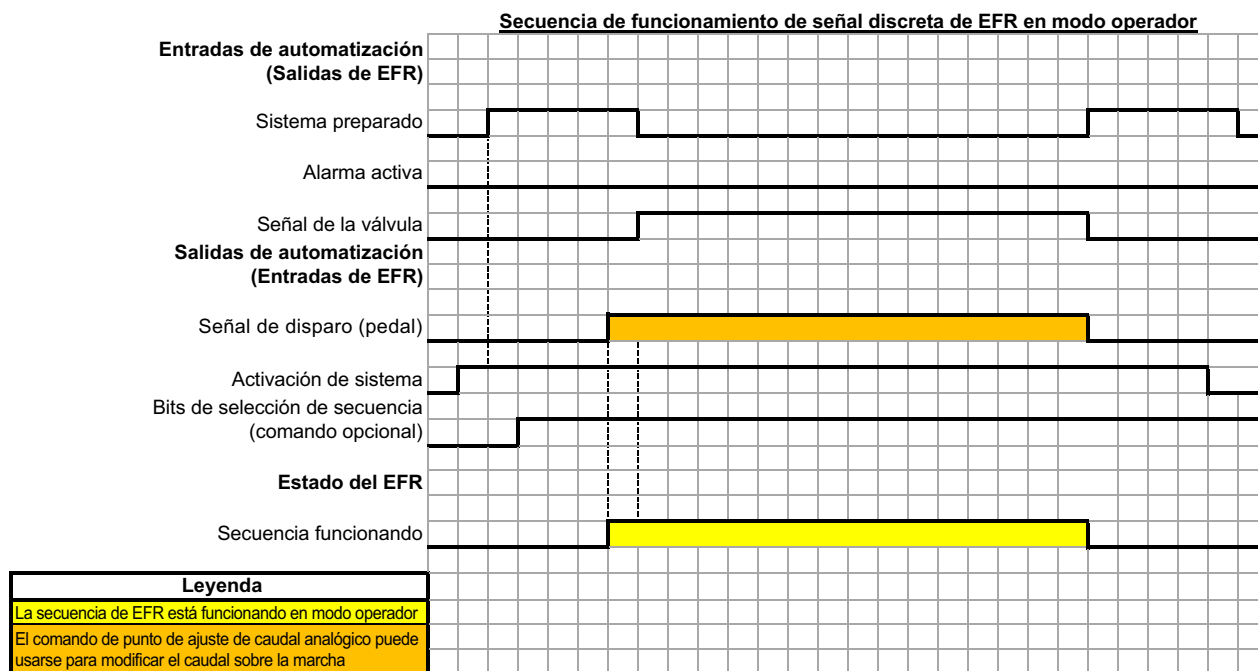 Secuencia de funcionamiento de señal discreta de EFR en modo operador
Entradas de automatización
(Salidas de EFR)
Sistema preparado
Alarma activa
Señal de la válvula
Salidas de automatización
(Entradas de EFR)
Señal de disparo (pedal)
Activación de sistema
Bits de selección de secuencia
(comando opcional)
Estado del EFR
Secuencia funcionando
Leyenda
La secuencia de EFR está funcionando en modo operador
El comando de punto de ajuste de caudal analógico puede
usarse para modificar el caudal sobre la marcha